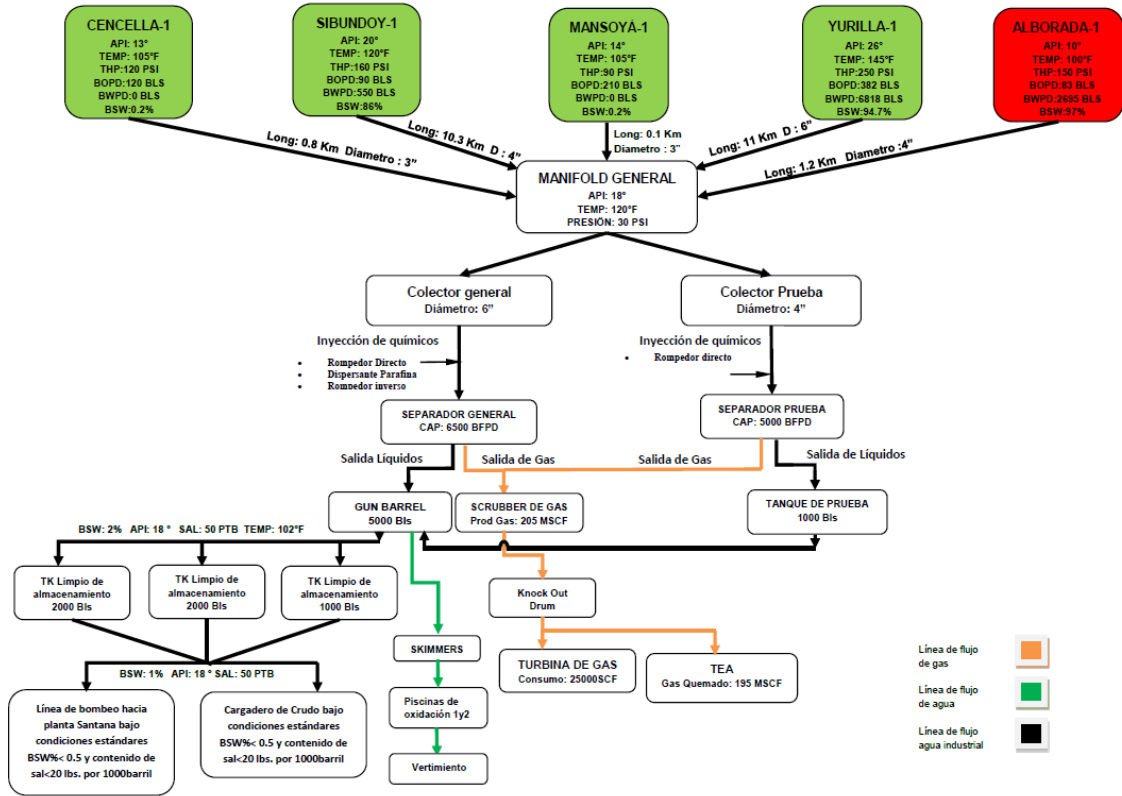 CENCELLA-1
API: 13°
TEMP: 105°F
THP:120 PSI
BOPD:120 BLS
BWPD:0 BLS
BSW:0.2%
SIBUNDOY-1
API: 20°
TEMP: 120°F
THP:160 PSI
BOPD:90 BLS
BWPD:550 BLS
BSW:86%
MANSOYÁ-1
API: 14°
TEMP: 105°F
THP:90 PSI
BOPD:210 BLS
BWPD:0 BLS
BSW:0.2%
YURILLA-1
API: 26°
TEMP: 145°F
THP:250 PSI
BOPD:382 BLS
BWPD:6818 BLS
BSW:94.7%
ALBORADA-1
API: 10°
TEMP: 100°F
THP:150 PSI
BOPD:83 BLS
BWPD:2695 BLS
BSW:97%
Long: 0.8 Km Diametro : 3”
Long: 10.3 Km D : 4”
Long: 0.1 Km
Diametro : 3”
Long: 11 Km D : 6”
Long: 1.2 Km Diametro :4”
MANIFOLD GENERAL
API: 18°
TEMP: 120°F
PRESIÓN: 30 PSI
Colector general
Diámetro: 6”
Colector Prueba
Diámetro: 4”
Inyección de químicos
• Rompedor Directo
• Dispersante Parafina
• Rompedor inverso
Inyección de químicos
• Rompedor directo
SEPARADOR GENERAL
CAP: 6500 BFPD
SEPARADOR PRUEBA
CAP: 5000 BFPD
Salida Líquidos
Salida de Gas
Salida de Gas
Salida de Líquidos
GUN BARREL
5000 Bls
SCRUBBER DE GAS
Prod Gas: 205 MSCF
TANQUE DE PRUEBA
1000 Bls
BSW: 2% API: 18 ° SAL: 50 PTB TEMP: 102°F
TK Limpio de
almacenamiento
2000 Bls
TK Limpio de
almacenamiento
2000 Bls
TK Limpio de
almacenamiento
1000 Bls
Knock Out
Drum
SKIMMERS
TURBINA DE GAS
Consumo: 25000SCF
TEA
Gas Quemado: 195 MSCF
BSW: 1% API: 18 ° SAL: 50 PTB
Línea de bombeo hacia
planta Santana bajo
condiciones estándares
BSW%< 0.5 y contenido de
sal<20 lbs. por 1000barril
Cargadero de Crudo bajo
condiciones estándares
BSW%< 0.5 y contenido de
sal<20 lbs. por 1000barril
Piscinas de
oxidación 1y2
Vertimiento
Línea de flujo
de gas
Línea de flujo
de agua
Línea de flujo
agua industrial